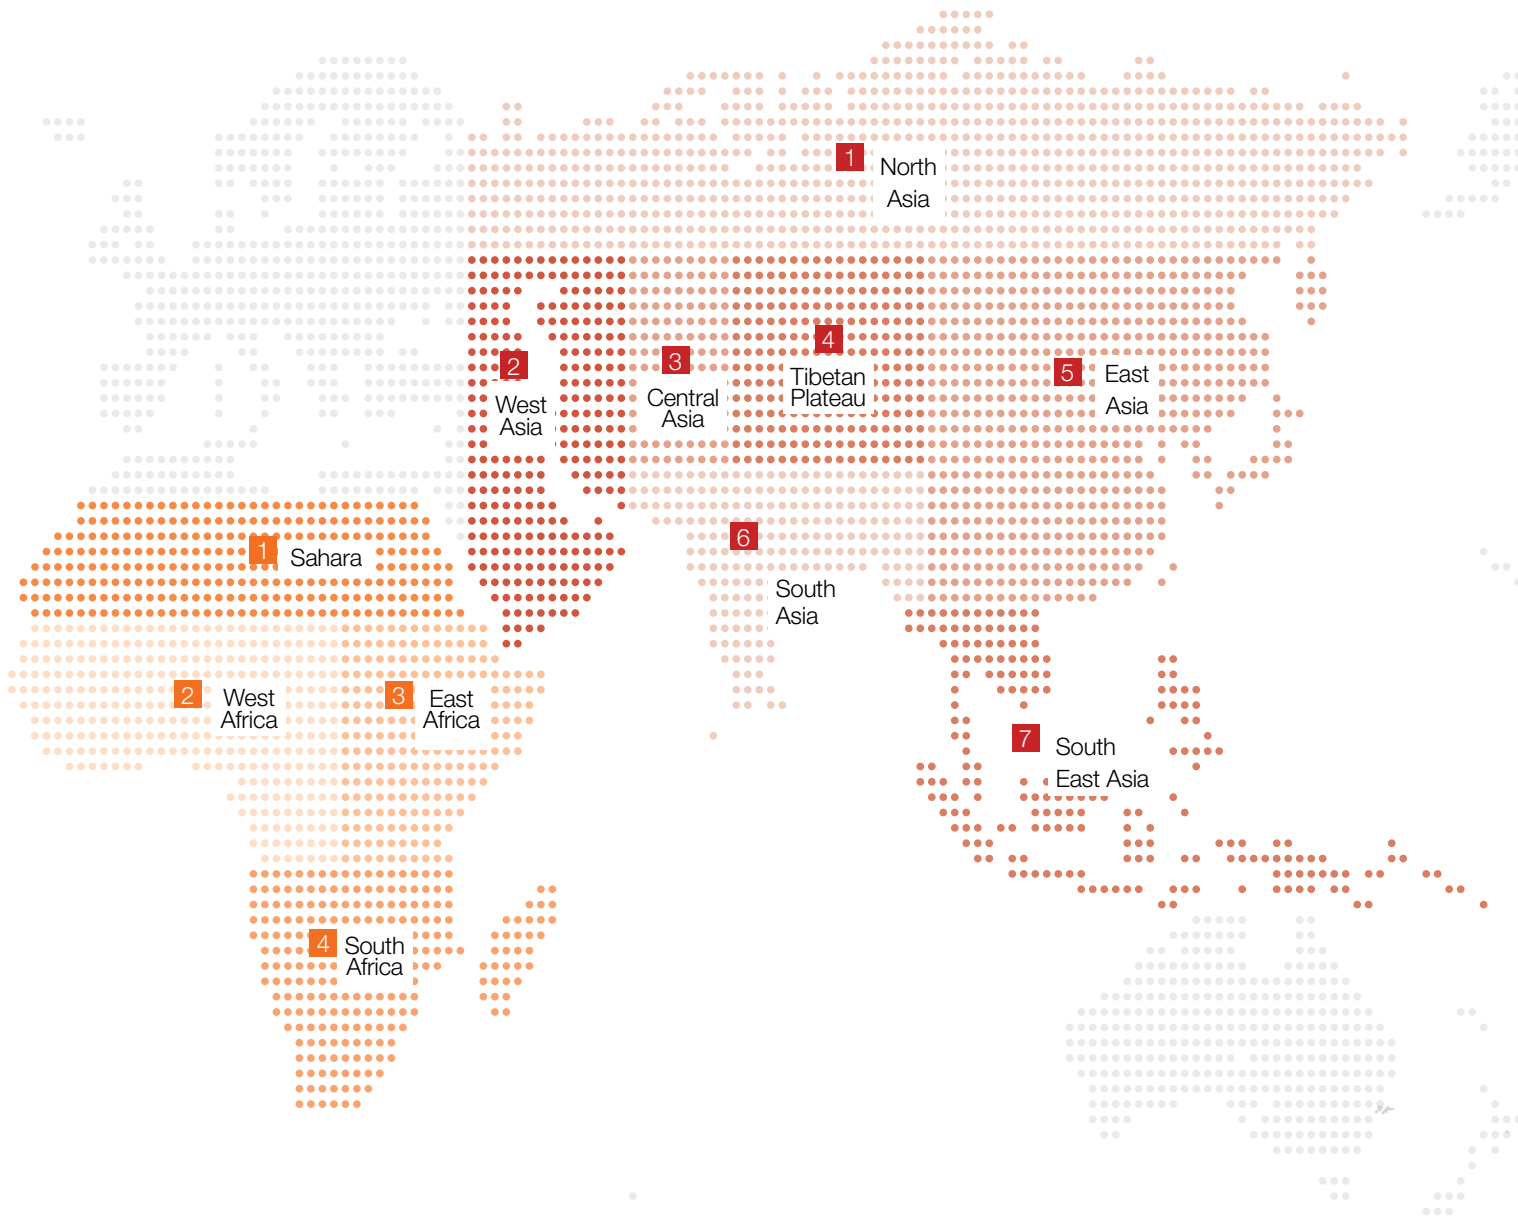 1
North
Asia
2
West
Asia
3
Central
Asia
4
Tibetan
Plateau
5
East
Asia
6
South
Asia
7
South
East Asia
1
Sahara
2
West
Africa
3
East
Africa
4
South
Africa